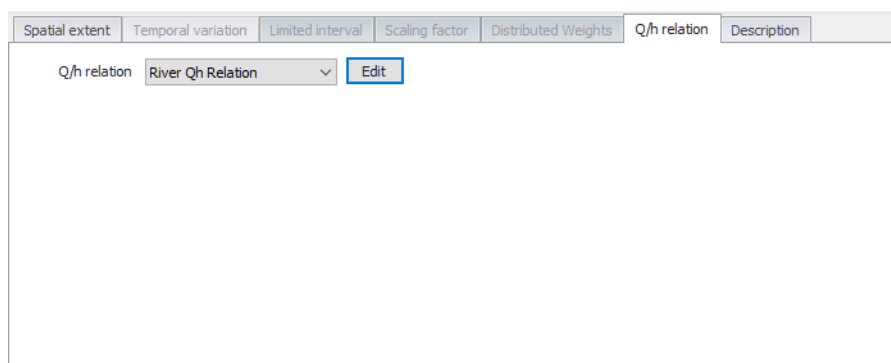 Spatial extent Temporal variation Limited interval Scaling factor Distributed Weights Q/h relation Description
Q/h relation River Qh Relation Edit